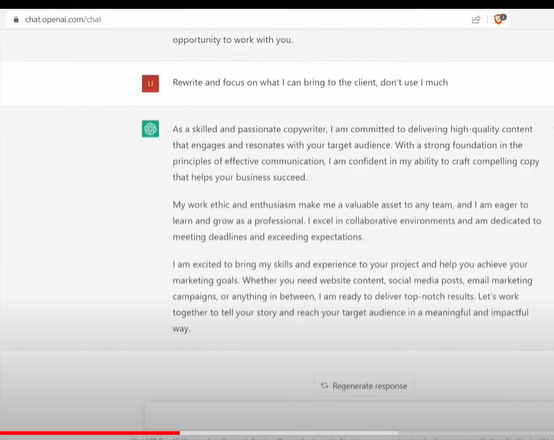 chat.openai.com/chat
opportunity to work with you.
LI
Rewrite and focus on what I can bring to the client, don't use I much
As a skilled and passionate copywriter, I am committed to delivering high-quality content
that engages and resonates with your target audience. With a strong foundation in the
principles of effective communication, I am confident in my ability to craft compelling copy
that helps your business succeed.
My work ethic and enthusiasm make me a valuable asset to any team, and I am eager to
learn and grow as a professional. I excel in collaborative environments and am dedicated to
meeting deadlines and exceeding expectations.
I am excited to bring my skills and experience to your project and help you achieve your
marketing goals. Whether you need website content, social media posts, email marketing
campaigns, or anything in between, I am ready to deliver top-notch results. Let's work
together to tell your story and reach your target audience in a meaningful and impactful
way.
Regenerate response